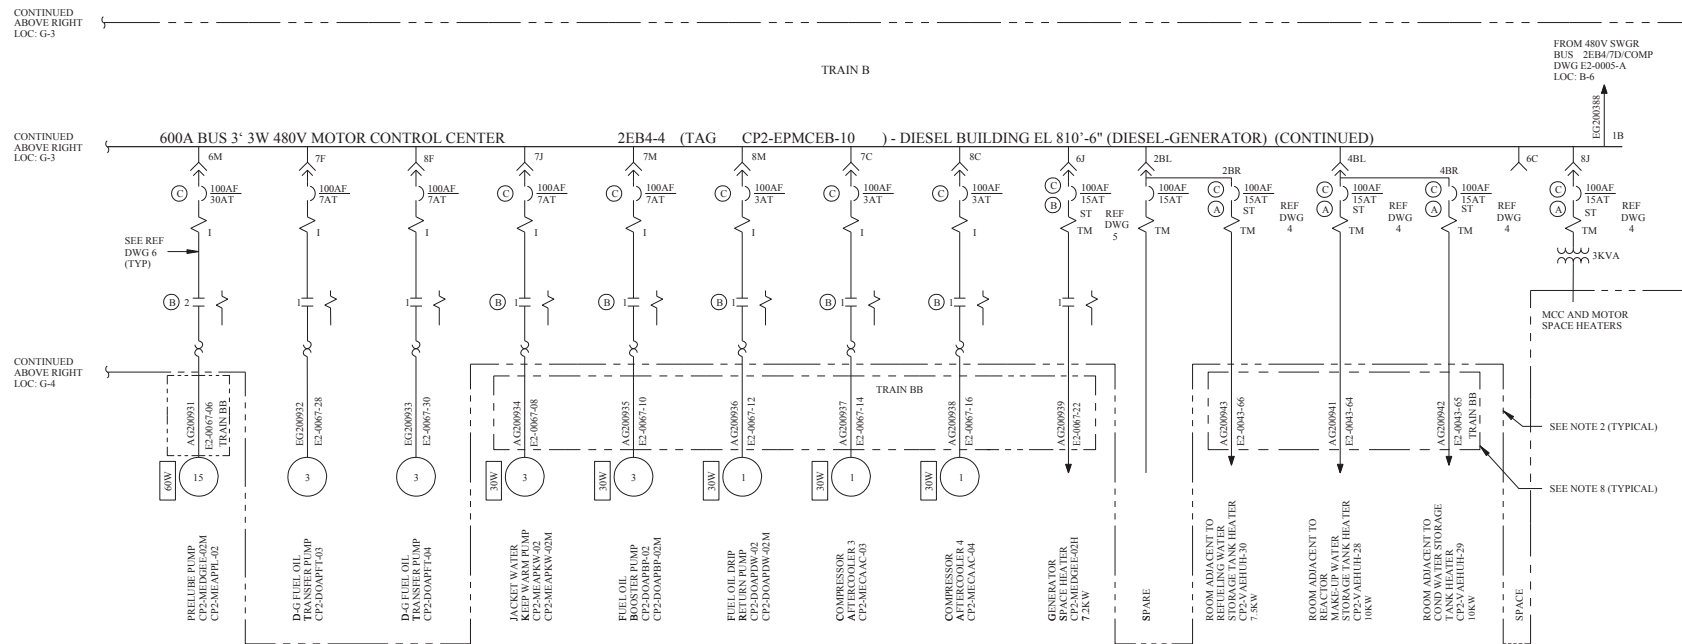 CONTINUED
ABOVE RIGHT
LOC: G-3
TRAIN B
FROM 480V SWGR
BUS 2EB4/7D/COMP
DWG E2-0005-A
LOC: B-6
EG200388
1B
CONTINUED
ABOVE RIGHT
LOC: G-3
600A BUS 3' 3W 480V MOTOR CONTROL CENTER 2EB4-4 (TAG CP2-EPMCEB-10 ) - DIESEL BUILDING EL 810'-6" (DIESEL-GENERATOR) (CONTINUED)
6M
7F
8F
7J
7M
8M
7C
8C
6J
2BL
2BR
4BL
4BR
6C
8J
C
100AF
30AT
I
100AF
7AT
I
100AF
7AT
I
C
100AF
7AT
I
C
100AF
7AT
I
C
100AF
3AT
I
C
100AF
3AT
I
C
100AF
3AT
I
C
B
100AF
15AT
ST
TM
REF
DWG
5
100AF
15AT
TM
C
A
100AF
15AT
ST
TM
REF
DWG
4
C
A
100AF
15AT
ST
TM
REF
DWG
4
C
A
100AF
15AT
ST
TM
REF
DWG
4
C
A
100AF
15AT
ST
TM
REF
DWG
4
3KVA
SEE REF
DWG 6
(TYP)
B 2
1
1
B 1
B 1
B 1
B 1
B 1
1
MCC AND MOTOR
SPACE HEATERS
CONTINUED
ABOVE RIGHT
LOC: G-4
TRAIN BB
AG200931
E2-0067-06
TRAIN BB
EG200932
E2-0067-28
EG200933
E2-0067-30
AG200934
E2-0067-08
AG200935
E2-0067-10
AG200936
E2-0067-12
AG200937
E2-0067-14
AG200938
E2-0067-16
AG200939
E2-0067-22
AG200943
E2-0043-66
AG200941
E2-0043-64
AG200942
E2-0043-65
TRAIN BB
SEE NOTE 2 (TYPICAL)
SEE NOTE 8 (TYPICAL)
60W
15
3
3
30W
3
30W
3
30W
1
30W
1
30W
1
PRELUBE PUMP
CP2-MEDGEE-02M
CP2-MEAPPL-02
D-G FUEL OIL
TRANSFER PUMP
CP2-DOAPFT-03
D-G FUEL OIL
TRANSFER PUMP
CP2-DOAPFT-04
JACKET WATER
KEEP WARM PUMP
CP2-MEAPKW-02
CP2-MEAPKW-02M
FUEL OIL
BOOSTER PUMP
CP2-DOAPBP-02
CP2-DOAPBP-02M
FUEL OIL DRIP
RETURN PUMP
CP2-DOAPDW-02
CP2-DOAPDW-02M
COMPRESSOR
AFTERCOOLER 3
CP2-MECAAC-03
COMPRESSOR
AFTERCOOLER 4
CP2-MECAAC-04
GENERATOR
SPACE HEATER
CP2-MEDGEE-02H
7.2KW
SPARE
ROOM ADJACENT TO
REFUELING WATER
STORAGE TANK HEATER
CP2-VAEHUH-30
7.5KW
ROOM ADJACENT TO
REACTOR
MAKE-UP WATER
STORAGE TANK HEATER
CP2-VAEHUH-28
10KW
ROOM ADJACENT TO
COND WATER STORAGE
TANK HEATER
CP2-VAEHUH-29
10KW
SPACE